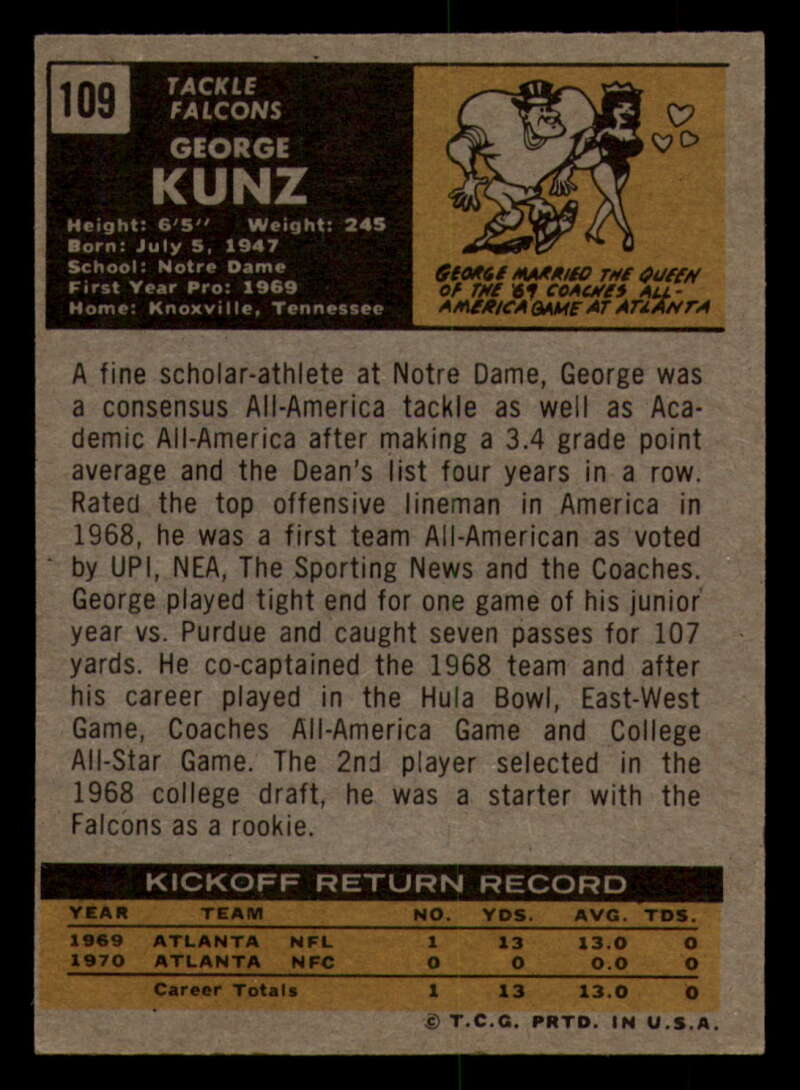 109
TACKLE
FALCONS
GEORGE
KUNZ
Height: 6'5" Weight: 245
Born: July 5, 1947
School: Notre Dame
First Year Pro: 1969
Home: Knoxville, Tennessee
GEORGE MARRIED THE QUEEN
OF THE '69 COACHES ALL-
AMERICA GAME AT ATLANTA
A fine scholar-athlete at Notre Dame, George was
a consensus All-America tackle as well as Aca-
demic All-America after making a 3.4 grade point
average and the Dean's list four years in a row.
Rated the top offensive lineman in America in
1968, he was a first team All-American as voted
by UPI, NEA, The Sporting News and the Coaches.
George played tight end for one game of his junior
year vs. Purdue and caught seven passes for 107
yards. He co-captained the 1968 team and after
his career played in the Hula Bowl, East-West
Game, Coaches All-America Game and College
All-Star Game. The 2nd player selected in the
1968 college draft, he was a starter with the
Falcons as a rookie.
KICKOFF RETURN RECORD
YEAR TEAM NO. YDS. AVG. TDS.
1969 ATLANTA NFL 1 13 13.0 0
1970 ATLANTA NFC 0 0 0.0 0
Career Totals 1 13 13.0 0
© T.C.G. PRTD. IN U.S.A.